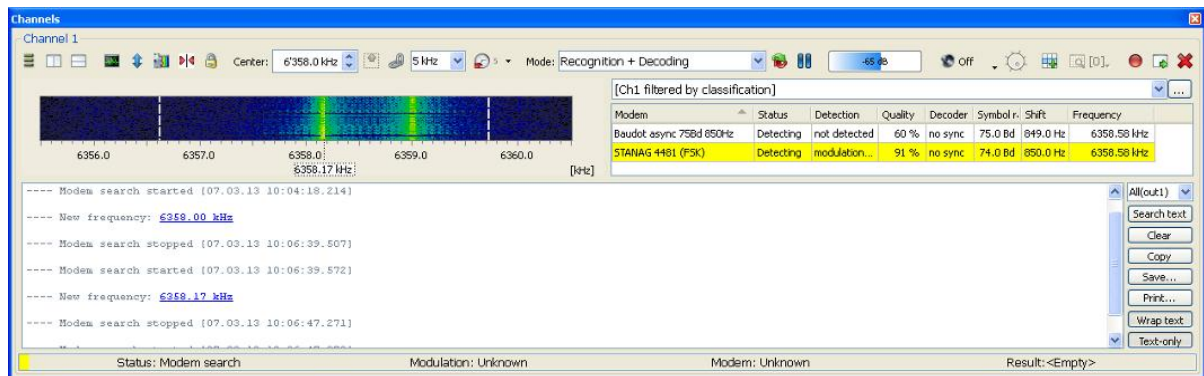 Channels
Channel 1
Center: 6'358.0 kHz 5 kHz 5 Mode: Recognition + Decoding -65 dB Off [0].
[Ch1 filtered by classification] ...
Modem Status Detection Quality Decoder Symbol r. Shift Frequency
Baudot async 75Bd 850Hz Detecting not detected 60 % no sync 75.0 Bd 849.0 Hz 6358.58 kHz
STANAG 4481 (FSK) Detecting modulation... 91 % no sync 74.0 Bd 850.0 Hz 6358.58 kHz
6356.0 6357.0 6358.0 6359.0 6360.0
6358.17 kHz [kHz]
---- Modem search started [07.03.13 10:04:18.214]
---- New frequency: 6358.00 kHz
---- Modem search stopped [07.03.13 10:06:39.507]
---- Modem search started [07.03.13 10:06:39.572]
---- New frequency: 6358.17 kHz
---- Modem search stopped [07.03.13 10:06:47.271]
All(out1)
Search text
Clear
Copy
Save...
Print...
Wrap text
Text-only
Status: Modem search Modulation: Unknown Modem: Unknown Result:<Empty>